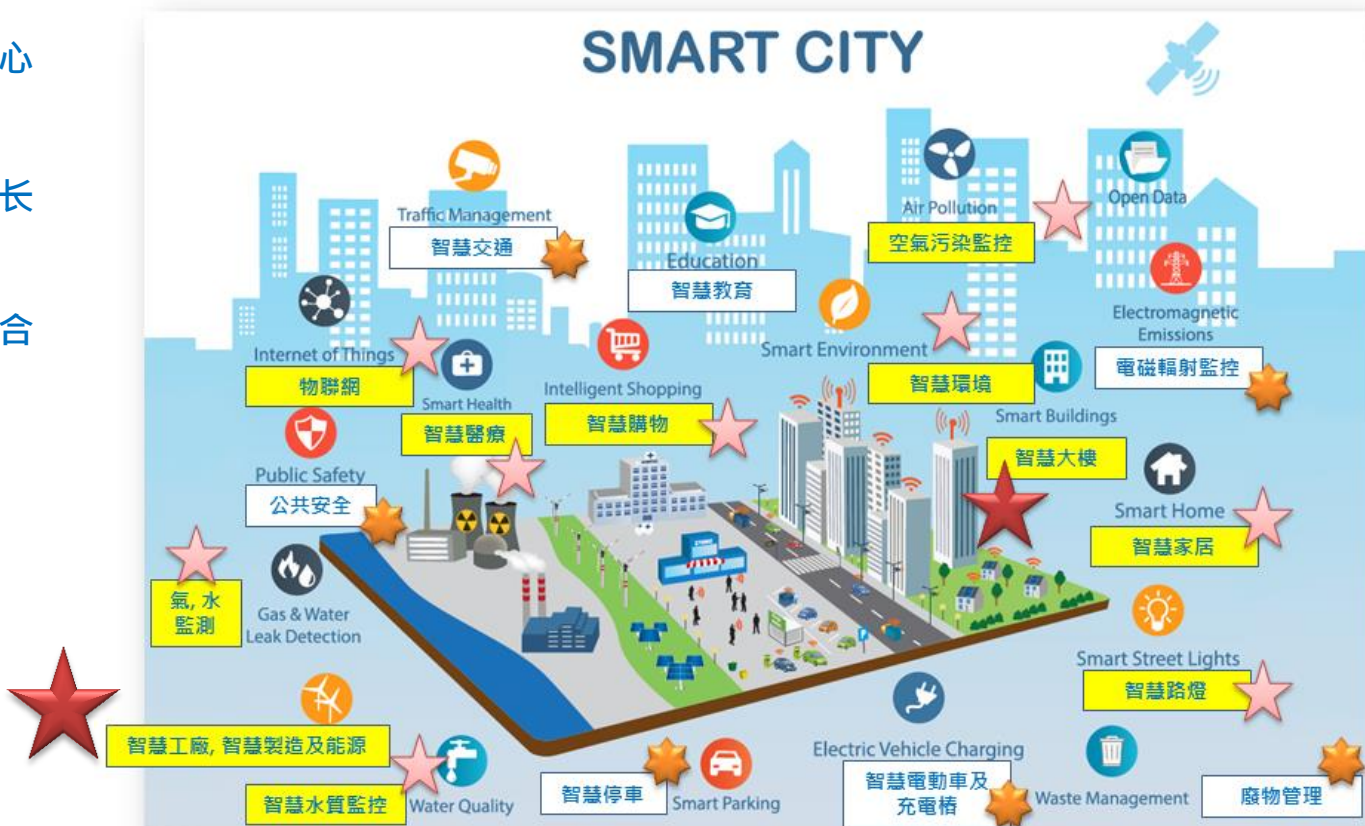 心
长
合
SMART CITY
Traffic Management
智慧交通
Education
智慧教育
Air Pollution
空氣污染監控
Open Data
Electromagnetic
Emissions
電磁輻射監控
Internet of Things
物聯網
Smart Health
智慧醫療
Intelligent Shopping
智慧購物
Smart Environment
智慧環境
Smart Buildings
智慧大樓
Public Safety
公共安全
Smart Home
智慧家居
氣, 水
監測
Gas & Water
Leak Detection
Smart Street Lights
智慧路燈
智慧工廠, 智慧製造及能源
智慧水質監控
Water Quality
智慧停車
Smart Parking
Electric Vehicle Charging
智慧電動車及
充電樁
Waste Management
廢物管理